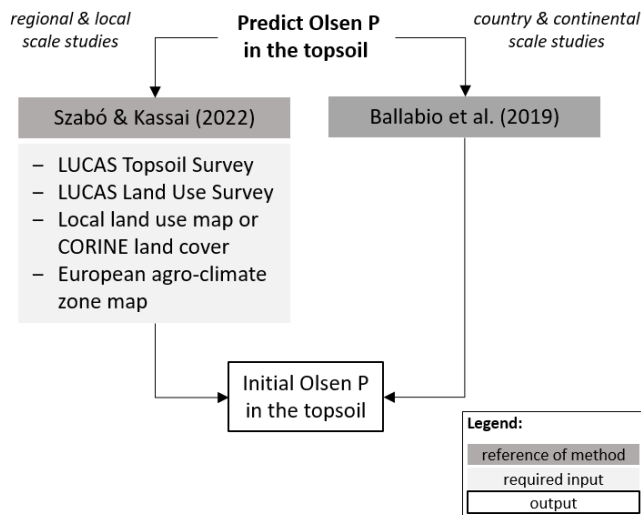 regional & local
scale studies
Predict Olsen P
in the topsoil
country & continental
scale studies
Szabó & Kassai (2022)
Ballabio et al. (2019)
– LUCAS Topsoil Survey
– LUCAS Land Use Survey
– Local land use map or
CORINE land cover
– European agro-climate
zone map
Initial Olsen P
in the topsoil
Legend:
reference of method
required input
output